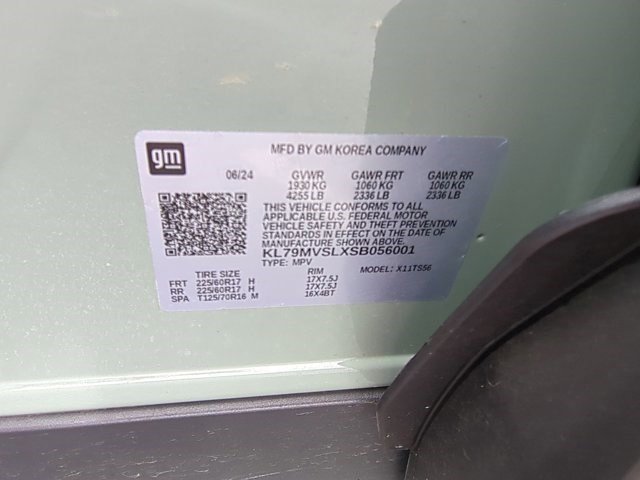 gm
MFD BY GM KOREA COMPANY
06/24 GVWR GAWR FRT GAWR RR
1930 KG 1060 KG 1060 KG
4255 LB 2336 LB 2336 LB
THIS VEHICLE CONFORMS TO ALL
APPLICABLE U.S. FEDERAL MOTOR
VEHICLE SAFETY AND THEFT PREVENTION
STANDARDS IN EFFECT ON THE DATE OF
MANUFACTURE SHOWN ABOVE.
KL79MVSLXSB056001
TYPE: MPV MODEL: X11TS56
TIRE SIZE RIM
FRT 225/60R17 H 17X7.5J
RR 225/60R17 H 17X7.5J
SPA T125/70R16 M 16X4BT